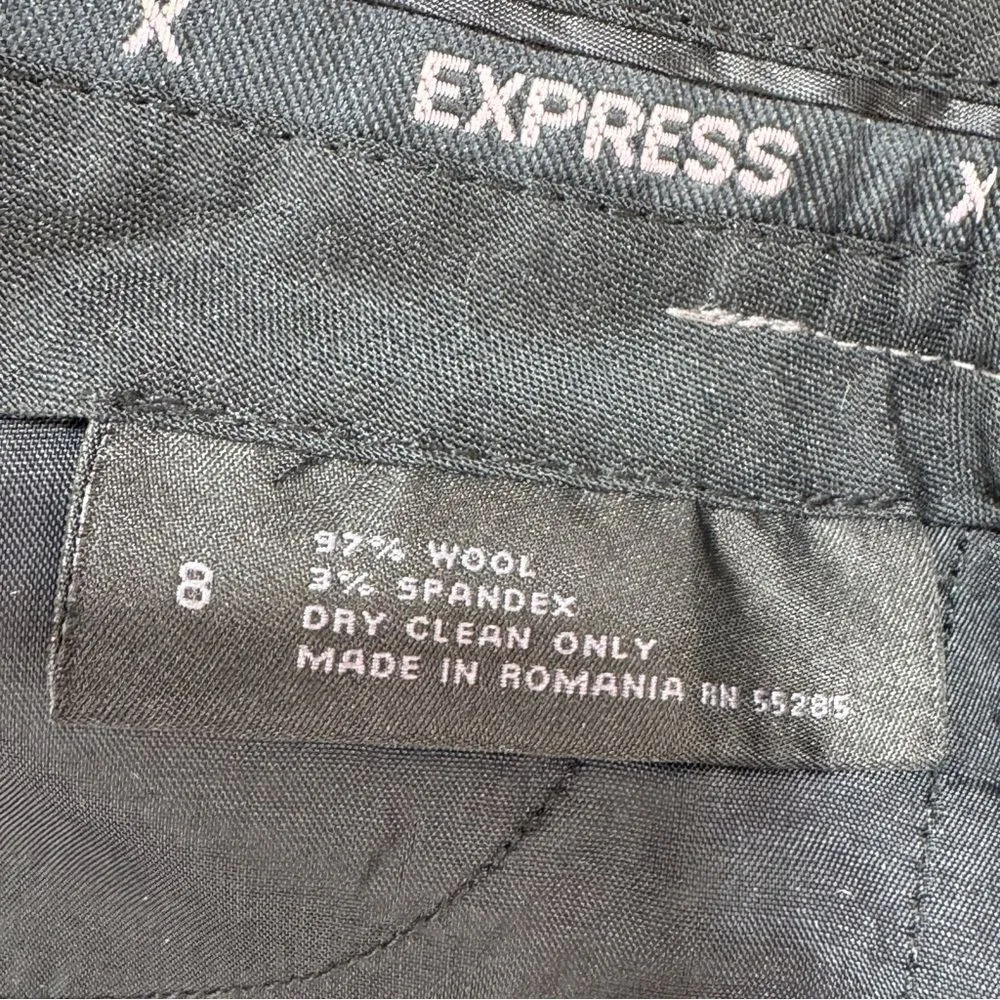 X EXPRESS X
8
97% WOOL
3% SPANDEX
DRY CLEAN ONLY
MADE IN ROMANIA RN 55285